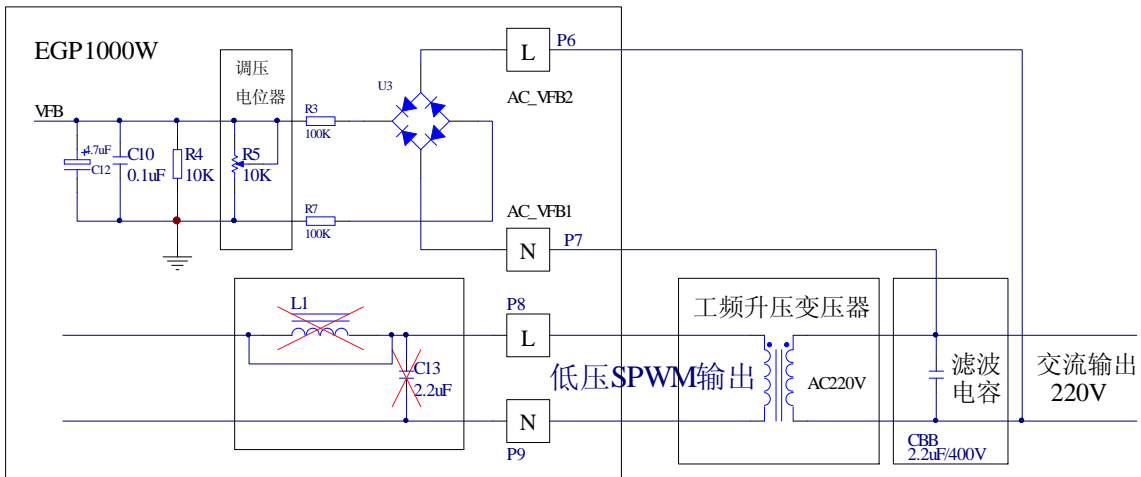 EGP1000W
调压
电位器
U3
L
P6
AC_VFB2
VFB
4.7uF
C12
C10
0.1uF
R4
10K
R5
10K
R3
100K
R7
100K
AC_VFB1
N
P7
L1
C13
2.2uF
P8
L
N
P9
低压SPWM输出
工频升压变压器
AC220V
滤波
电容
CBB
2.2uF/400V
交流输出
220V